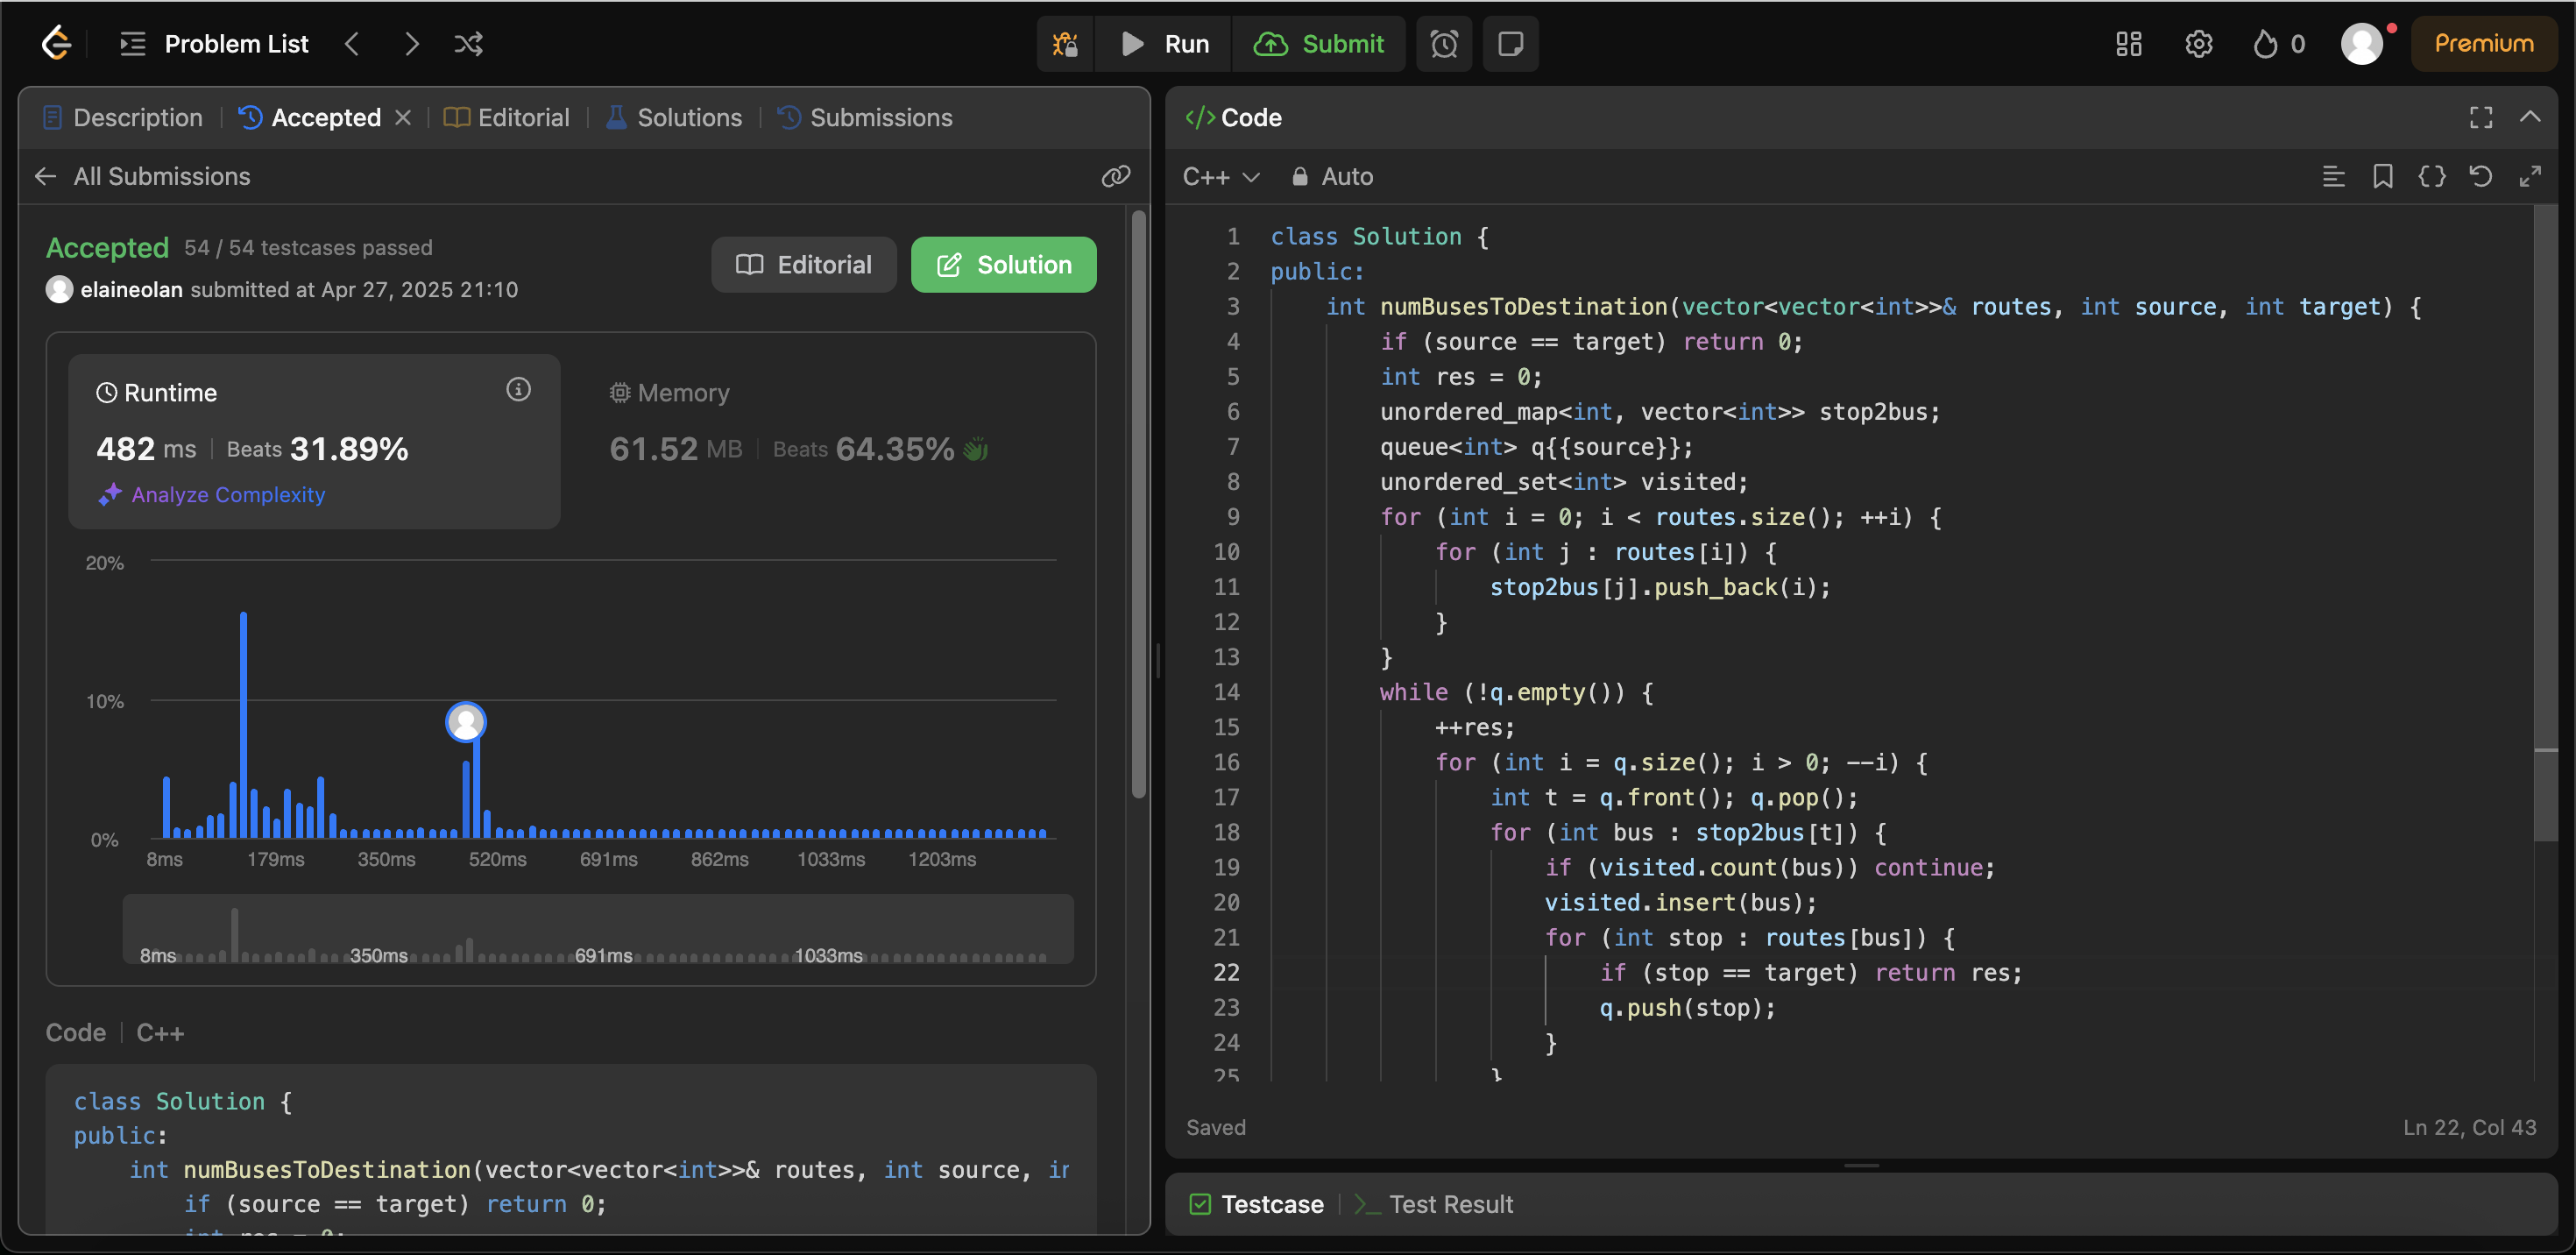 Problem List
Run
Submit
0
Premium
Description
Accepted
Editorial
Solutions
Submissions
All Submissions
Accepted 54 / 54 testcases passed
elaineolan submitted at Apr 27, 2025 21:10
Editorial
Solution
Runtime
482 ms | Beats 31.89%
Analyze Complexity
Memory
61.52 MB | Beats 64.35%
20%
10%
0%
8ms 179ms 350ms 520ms 691ms 862ms 1033ms 1203ms
8ms 350ms 691ms 1033ms
Code | C++
class Solution {
public:
    int numBusesToDestination(vector<vector<int>>& routes, int source, in
        if (source == target) return 0;
        int res = 0;
</> Code
C++ Auto
1 class Solution {
2 public:
3     int numBusesToDestination(vector<vector<int>>& routes, int source, int target) {
4         if (source == target) return 0;
5         int res = 0;
6         unordered_map<int, vector<int>> stop2bus;
7         queue<int> q{{source}};
8         unordered_set<int> visited;
9         for (int i = 0; i < routes.size(); ++i) {
10             for (int j : routes[i]) {
11                 stop2bus[j].push_back(i);
12             }
13         }
14         while (!q.empty()) {
15             ++res;
16             for (int i = q.size(); i > 0; --i) {
17                 int t = q.front(); q.pop();
18                 for (int bus : stop2bus[t]) {
19                     if (visited.count(bus)) continue;
20                     visited.insert(bus);
21                     for (int stop : routes[bus]) {
22                         if (stop == target) return res;
23                         q.push(stop);
24                     }
25                 }
Saved
Ln 22, Col 43
Testcase
Test Result